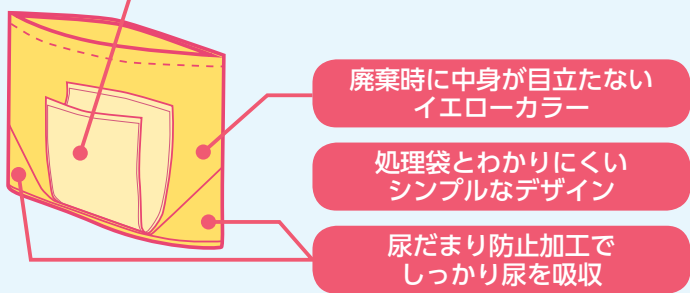 廃棄時に中身が目立たない
イエローカラー
処理袋とわかりにくい
シンプルなデザイン
尿だまり防止加工で
しっかり尿を吸収